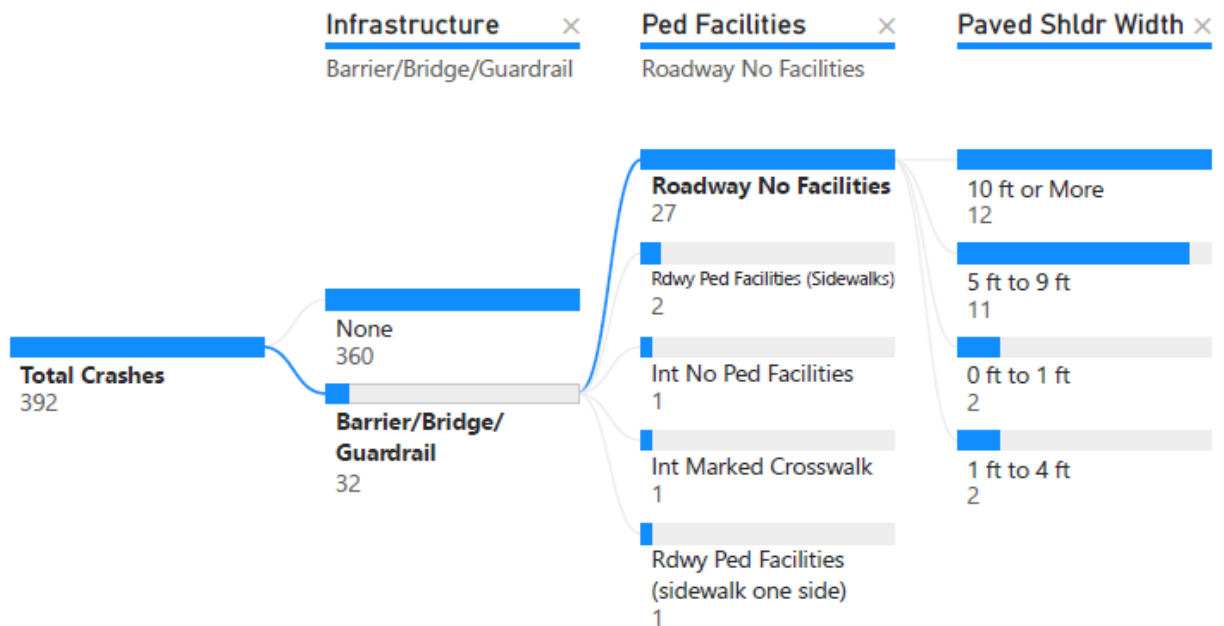 Infrastructure ×
Ped Facilities ×
Paved Shldr Width ×
Barrier/Bridge/Guardrail
Roadway No Facilities
Total Crashes
392
None
360
Barrier/Bridge/
Guardrail
32
Roadway No Facilities
27
Rdwy Ped Facilities (Sidewalks)
2
Int No Ped Facilities
1
Int Marked Crosswalk
1
Rdwy Ped Facilities
(sidewalk one side)
1
10 ft or More
12
5 ft to 9 ft
11
0 ft to 1 ft
2
1 ft to 4 ft
2